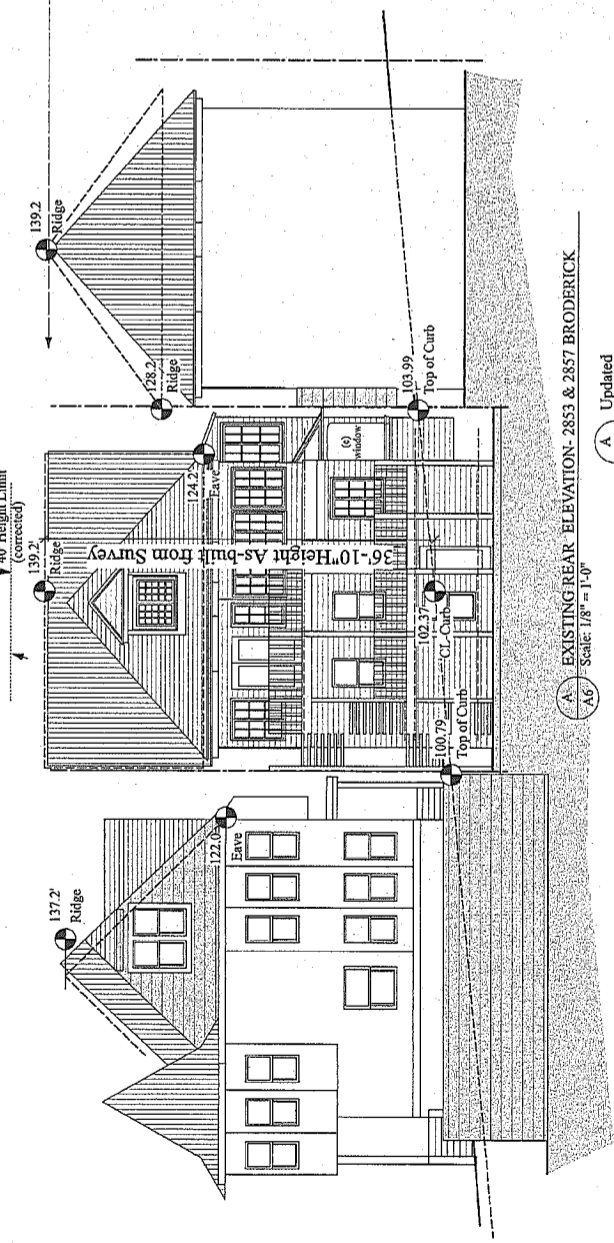 40' Height Limit
(corrected)
137.2'
Ridge
139.2'
Ridge
139.2
Ridge
128.2'
Ridge
124.2'
Eave
122.0'
Eave
36'-10" Height As-built from Survey
(e)
window
100.79
Top of Curb
102.37
CL Curb
103.99
Top of Curb
A
A6
EXISTING REAR ELEVATION- 2853 & 2857 BRODERICK
Scale: 1/8" = 1'-0"
A
Updated